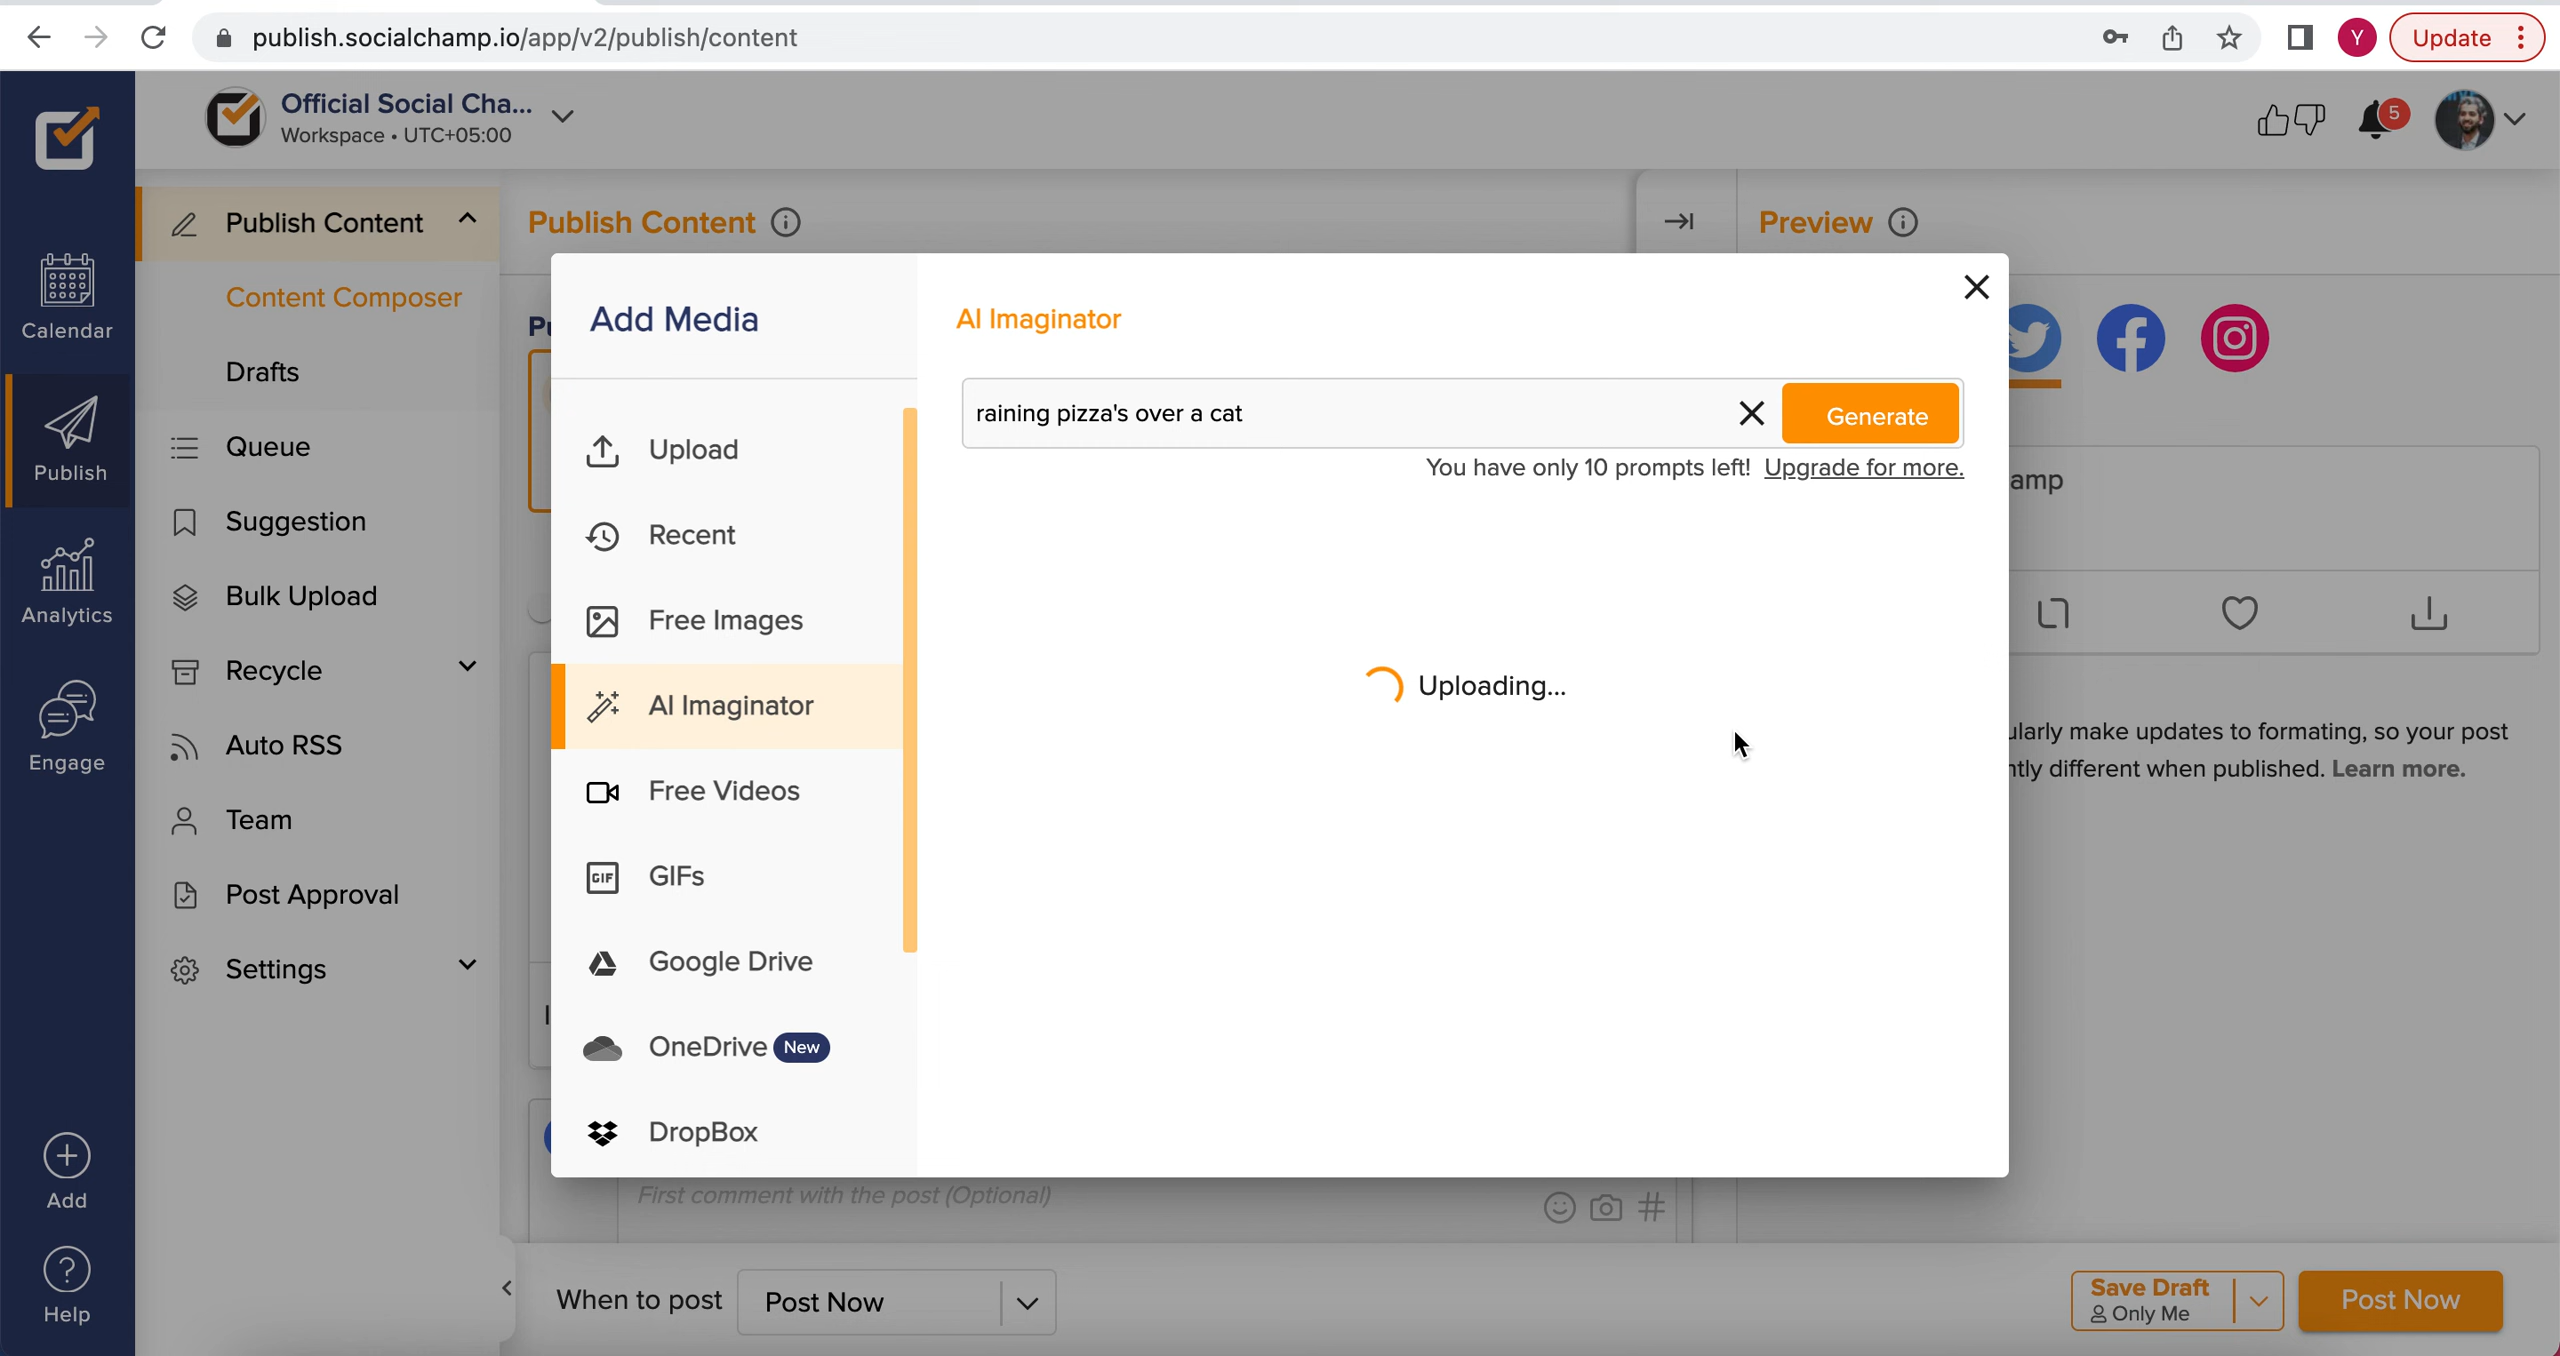 publish.socialchamp.io/app/v2/publish/content
Update
Y
Official Social Cha...
Workspace • UTC+05:00
5
Calendar
Publish
Analytics
Engage
Add
Help
Publish Content
Content Composer
Drafts
Queue
Suggestion
Bulk Upload
Recycle
Auto RSS
Team
Post Approval
Settings
Publish Content
Preview
Add Media
Upload
Recent
Free Images
AI Imaginator
Free Videos
GIF
GIFs
Google Drive
OneDrive New
DropBox
AI Imaginator
raining pizza's over a cat
Generate
You have only 10 prompts left! Upgrade for more.
Uploading...
amp
ularly make updates to formating, so your post
ntly different when published. Learn more.
First comment with the post (Optional)
When to post
Post Now
Save Draft
Only Me
Post Now